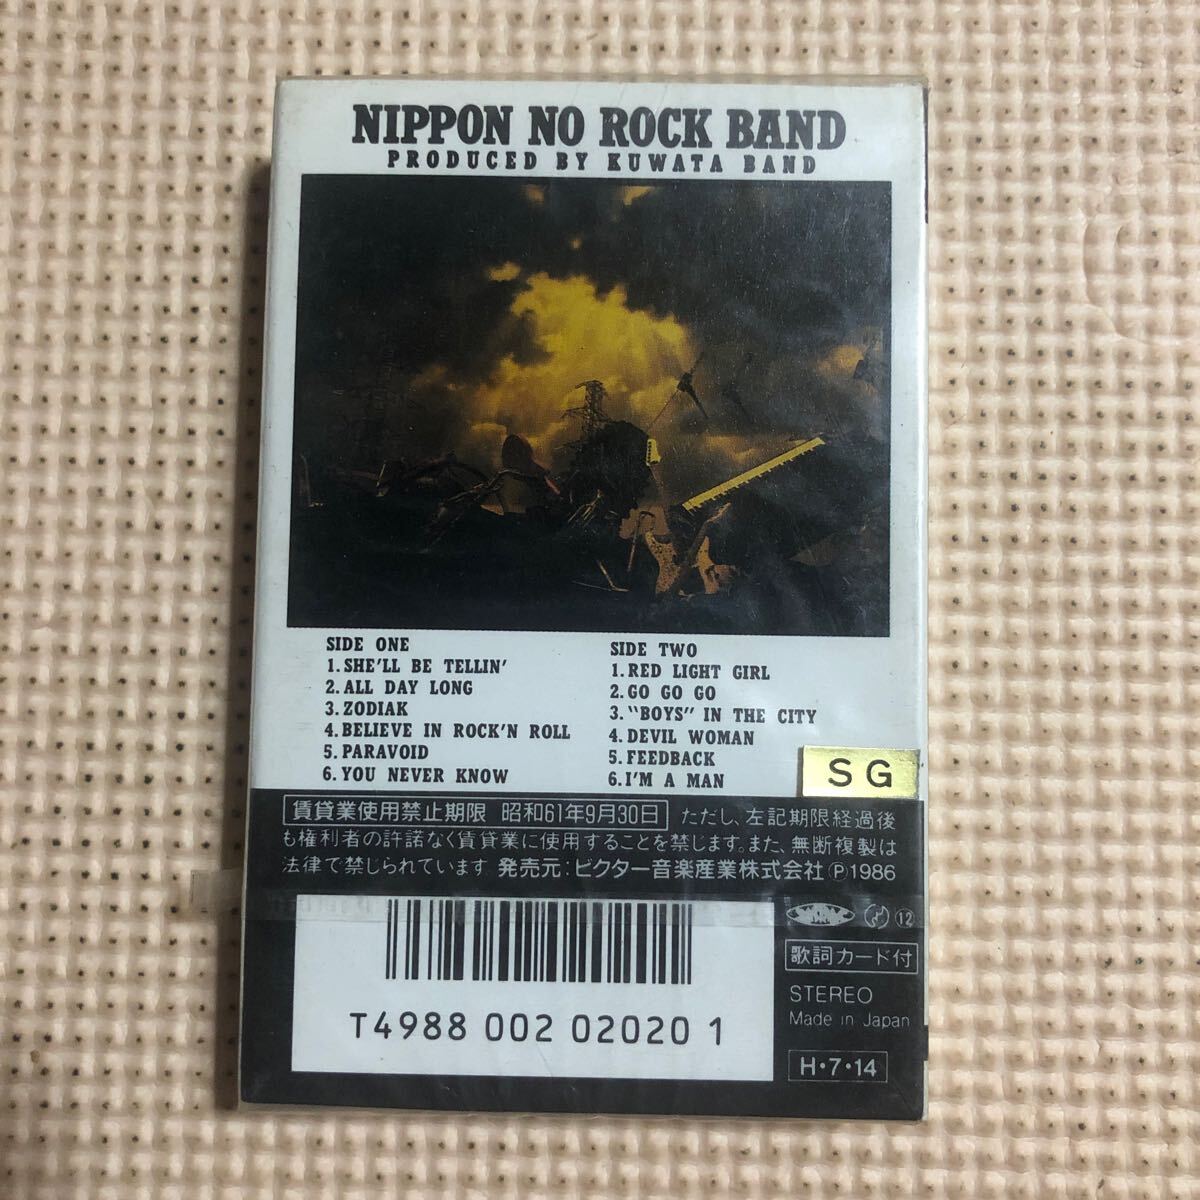 NIPPON NO ROCK BAND
PRODUCED BY KUWATA BAND
SIDE ONE
1. SHE'LL BE TELLIN'
2. ALL DAY LONG
3. ZODIAK
4. BELIEVE IN ROCK'N ROLL
5. PARAVOID
6. YOU NEVER KNOW
SIDE TWO
1. RED LIGHT GIRL
2. GO GO GO
3. "BOYS" IN THE CITY
4. DEVIL WOMAN
5. FEEDBACK
6. I'M A MAN
SG
賃貸業使用禁止期限 昭和61年9月30日 ただし、左記期限経過後
も権利者の許諾なく賃貸業に使用することを禁じます。また、無断複製は
法律で禁じられています 発売元:ビクター音楽産業株式会社 Ⓟ1986
⑫
歌詞カード付
STEREO
Made in Japan
H・7・14
T4988 002 02020 1